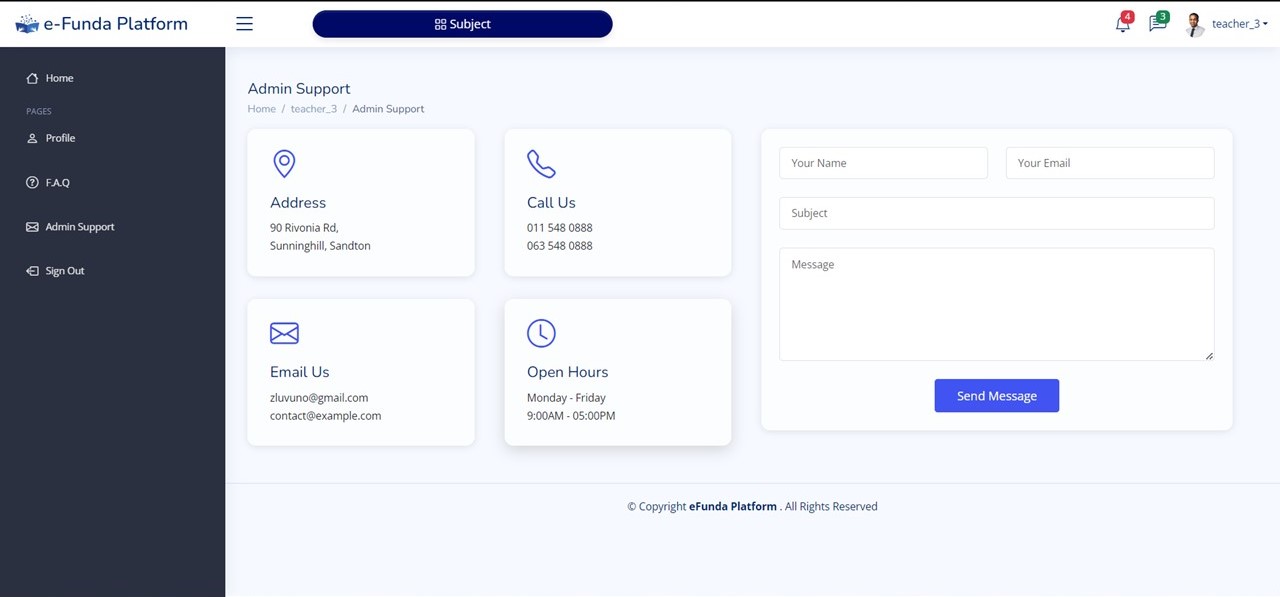 e-Funda Platform
Subject
4
3
teacher_3
Home
PAGES
Profile
F.A.Q
Admin Support
Sign Out
Admin Support
Home / teacher_3 / Admin Support
Address
90 Rivonia Rd,
Sunninghill, Sandton
Call Us
011 548 0888
063 548 0888
Email Us
zluvuno@gmail.com
contact@example.com
Open Hours
Monday - Friday
9:00AM - 05:00PM
Your Name
Your Email
Subject
Message
Send Message
© Copyright eFunda Platform . All Rights Reserved